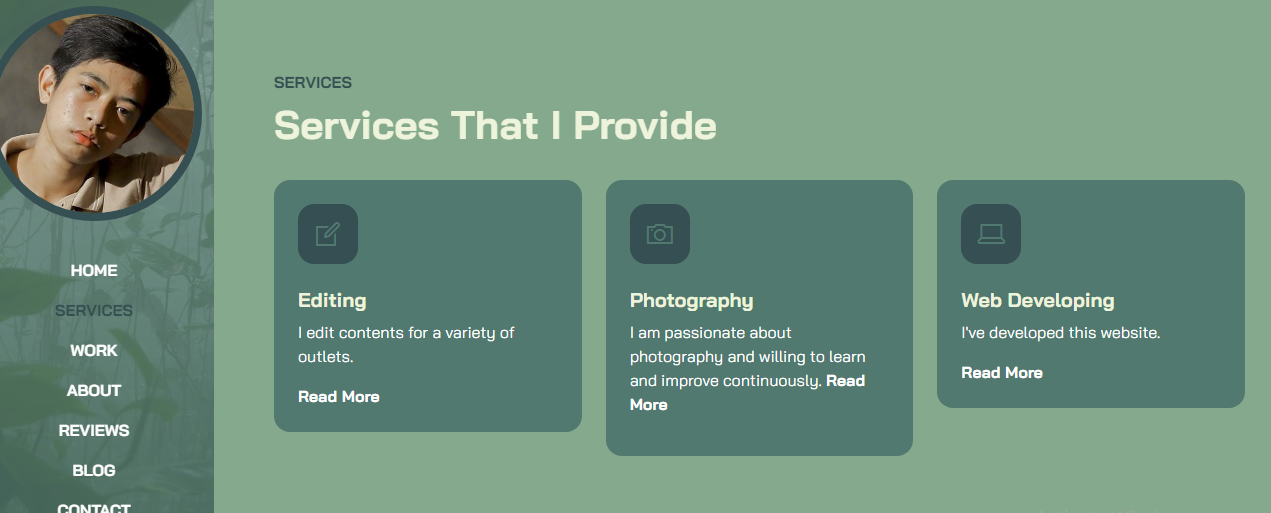 HOME
SERVICES
WORK
ABOUT
REVIEWS
BLOG
CONTACT
SERVICES
Services That I Provide
Editing
I edit contents for a variety of
outlets.
Read More
Photography
I am passionate about
photography and willing to learn
and improve continuously. Read
More
Web Developing
I've developed this website.
Read More